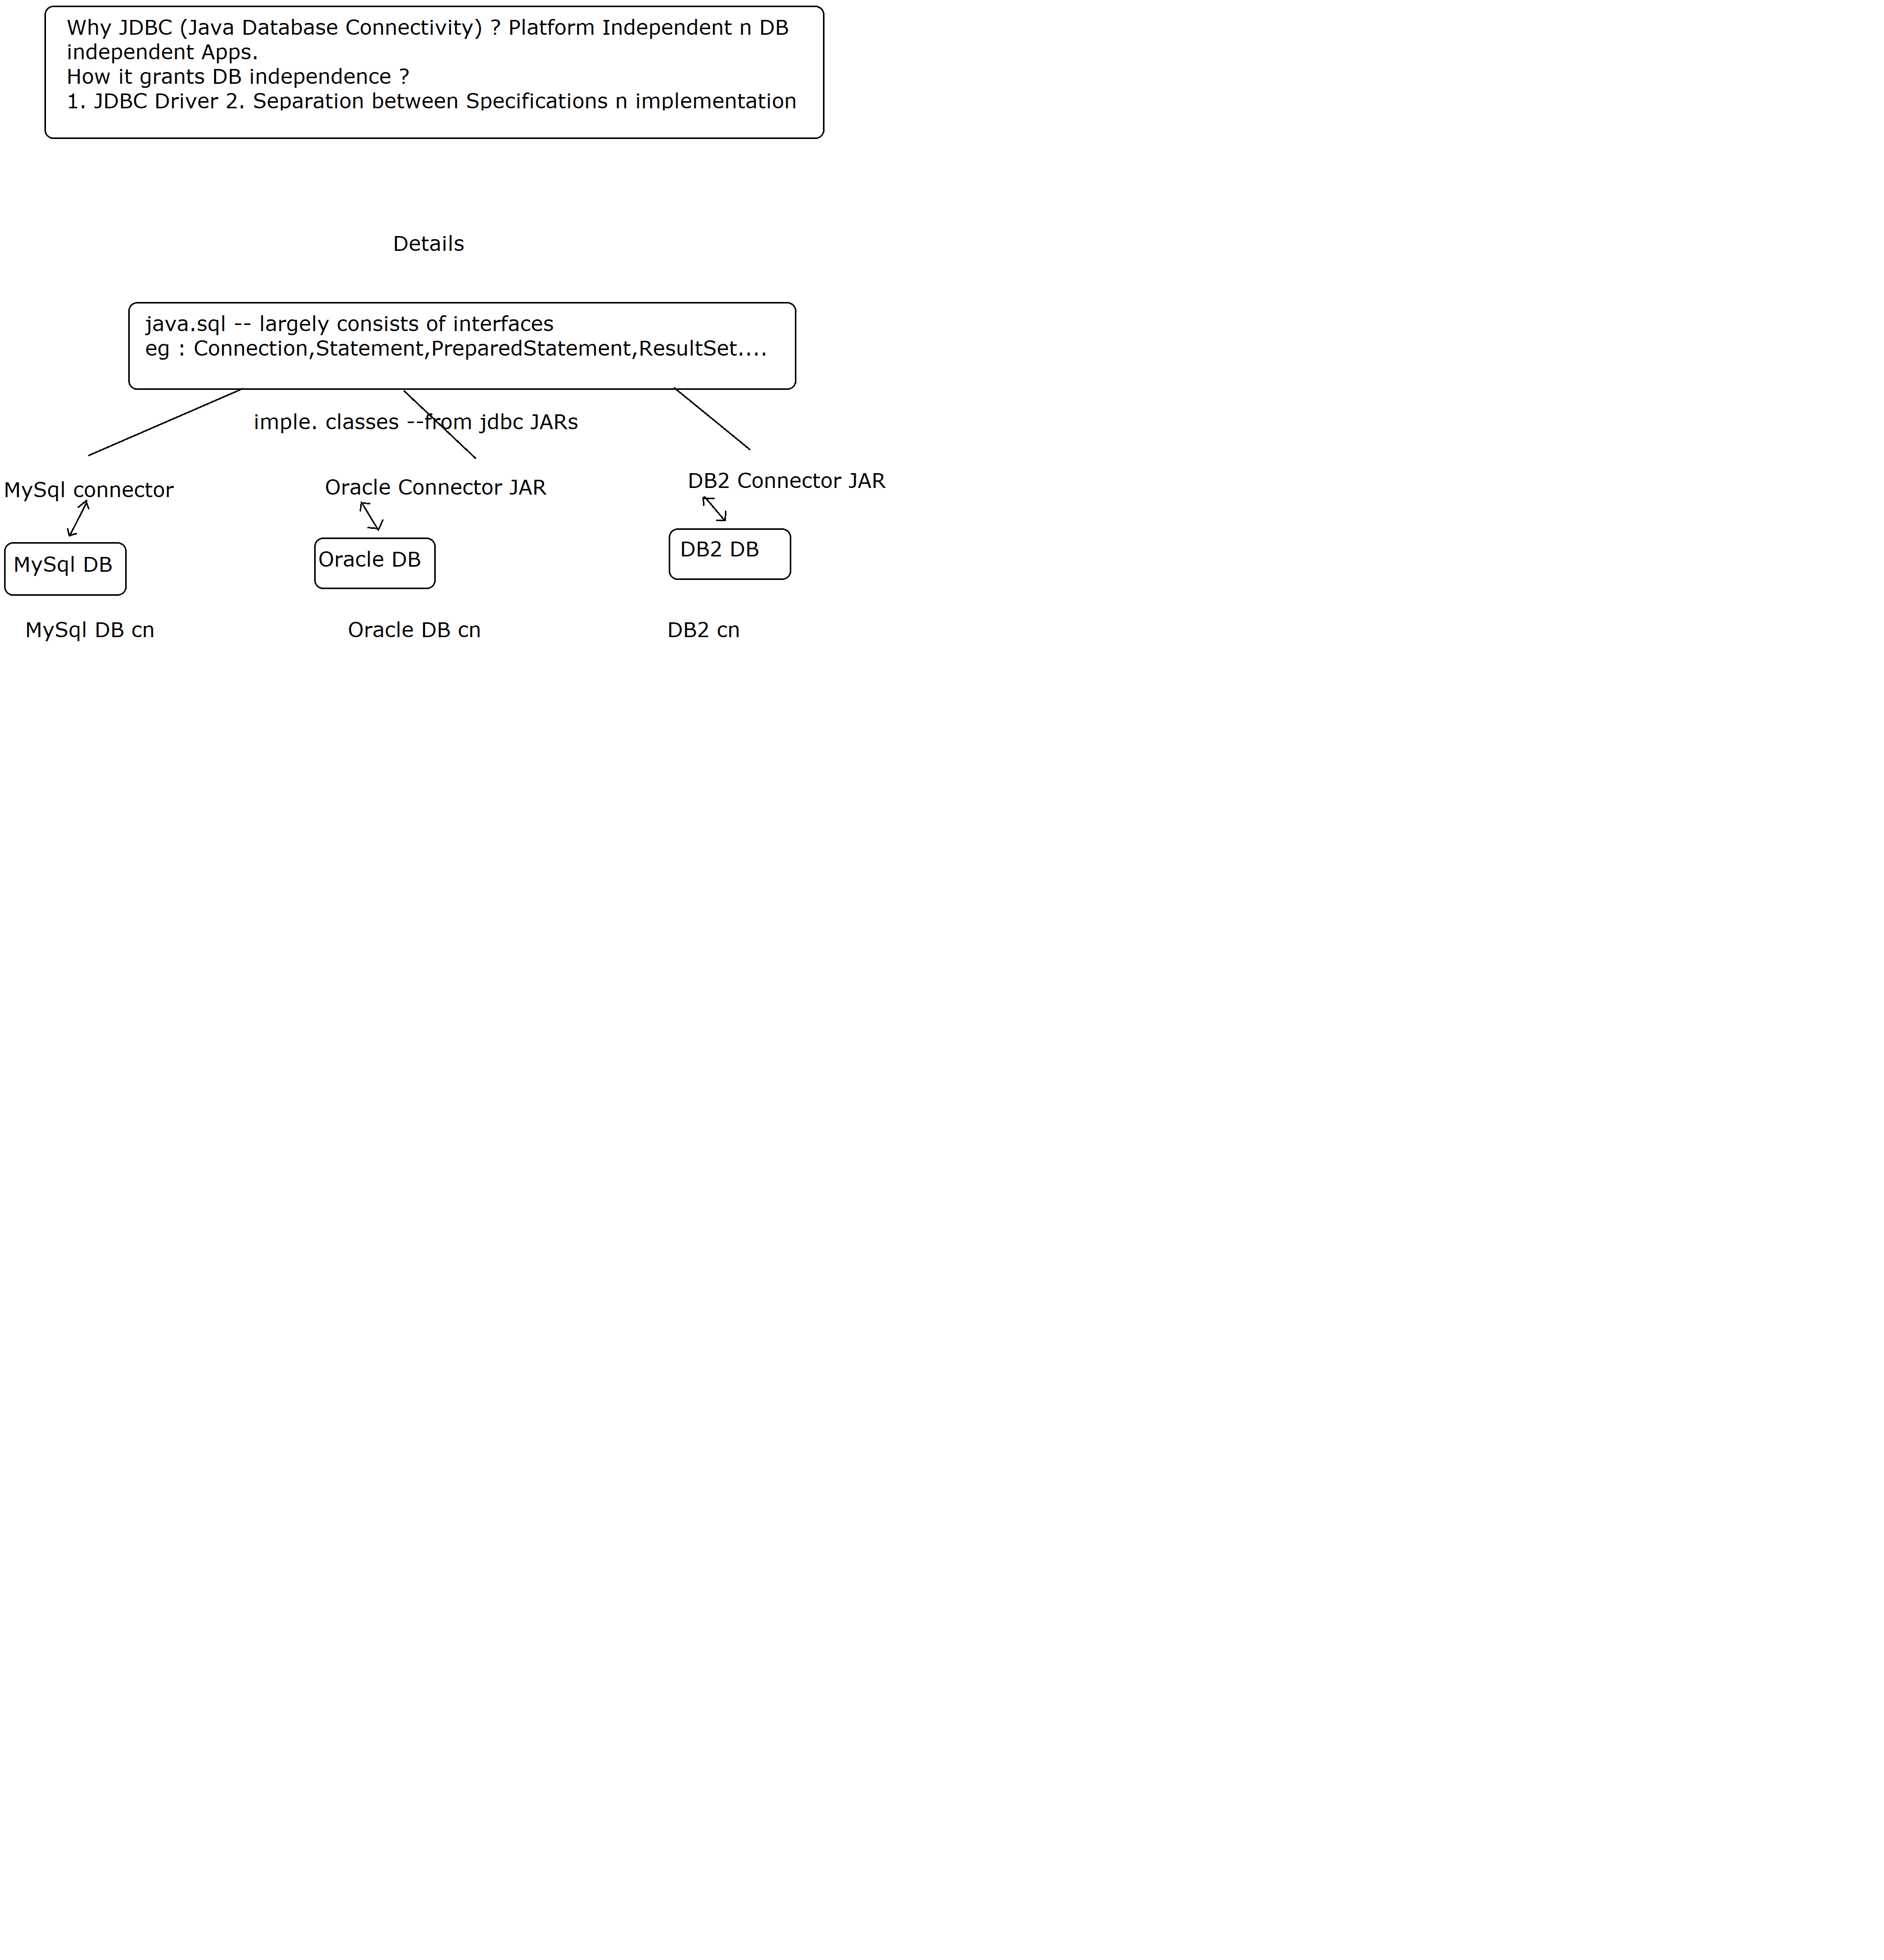 Why JDBC (Java Database Connectivity) ? Platform Independent n DB
independent Apps.
How it grants DB independence ?
1. JDBC Driver 2. Separation between Specifications n implementation
Details
java.sql -- largely consists of interfaces
eg : Connection,Statement,PreparedStatement,ResultSet....
imple. classes --from jdbc JARs
MySql connector
Oracle Connector JAR
DB2 Connector JAR
MySql DB
Oracle DB
DB2 DB
MySql DB cn
Oracle DB cn
DB2 cn